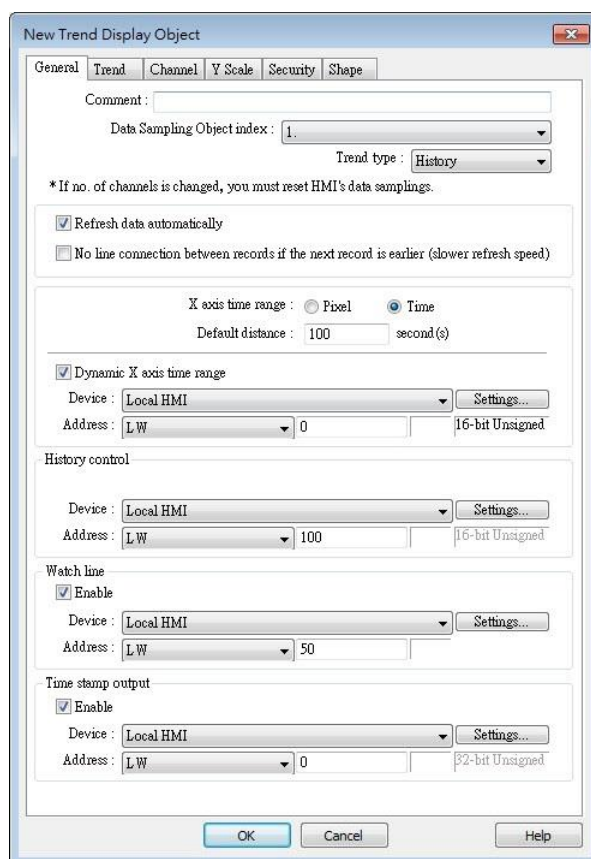 New Trend Display Object
General Trend Channel Y Scale Security Shape
Comment :
Data Sampling Object index : 1.
Trend type : History
* If no. of channels is changed, you must reset HMI's data samplings.
Refresh data automatically
No line connection between records if the next record is earlier (slower refresh speed)
X axis time range : Pixel Time
Default distance : 100 second(s)
Dynamic X axis time range
Device : Local HMI Settings...
Address : LW 0 16-bit Unsigned
History control
Device : Local HMI Settings...
Address : LW 100 16-bit Unsigned
Watch line
Enable
Device : Local HMI Settings...
Address : LW 50
Time stamp output
Enable
Device : Local HMI Settings...
Address : LW 0 32-bit Unsigned
OK Cancel Help